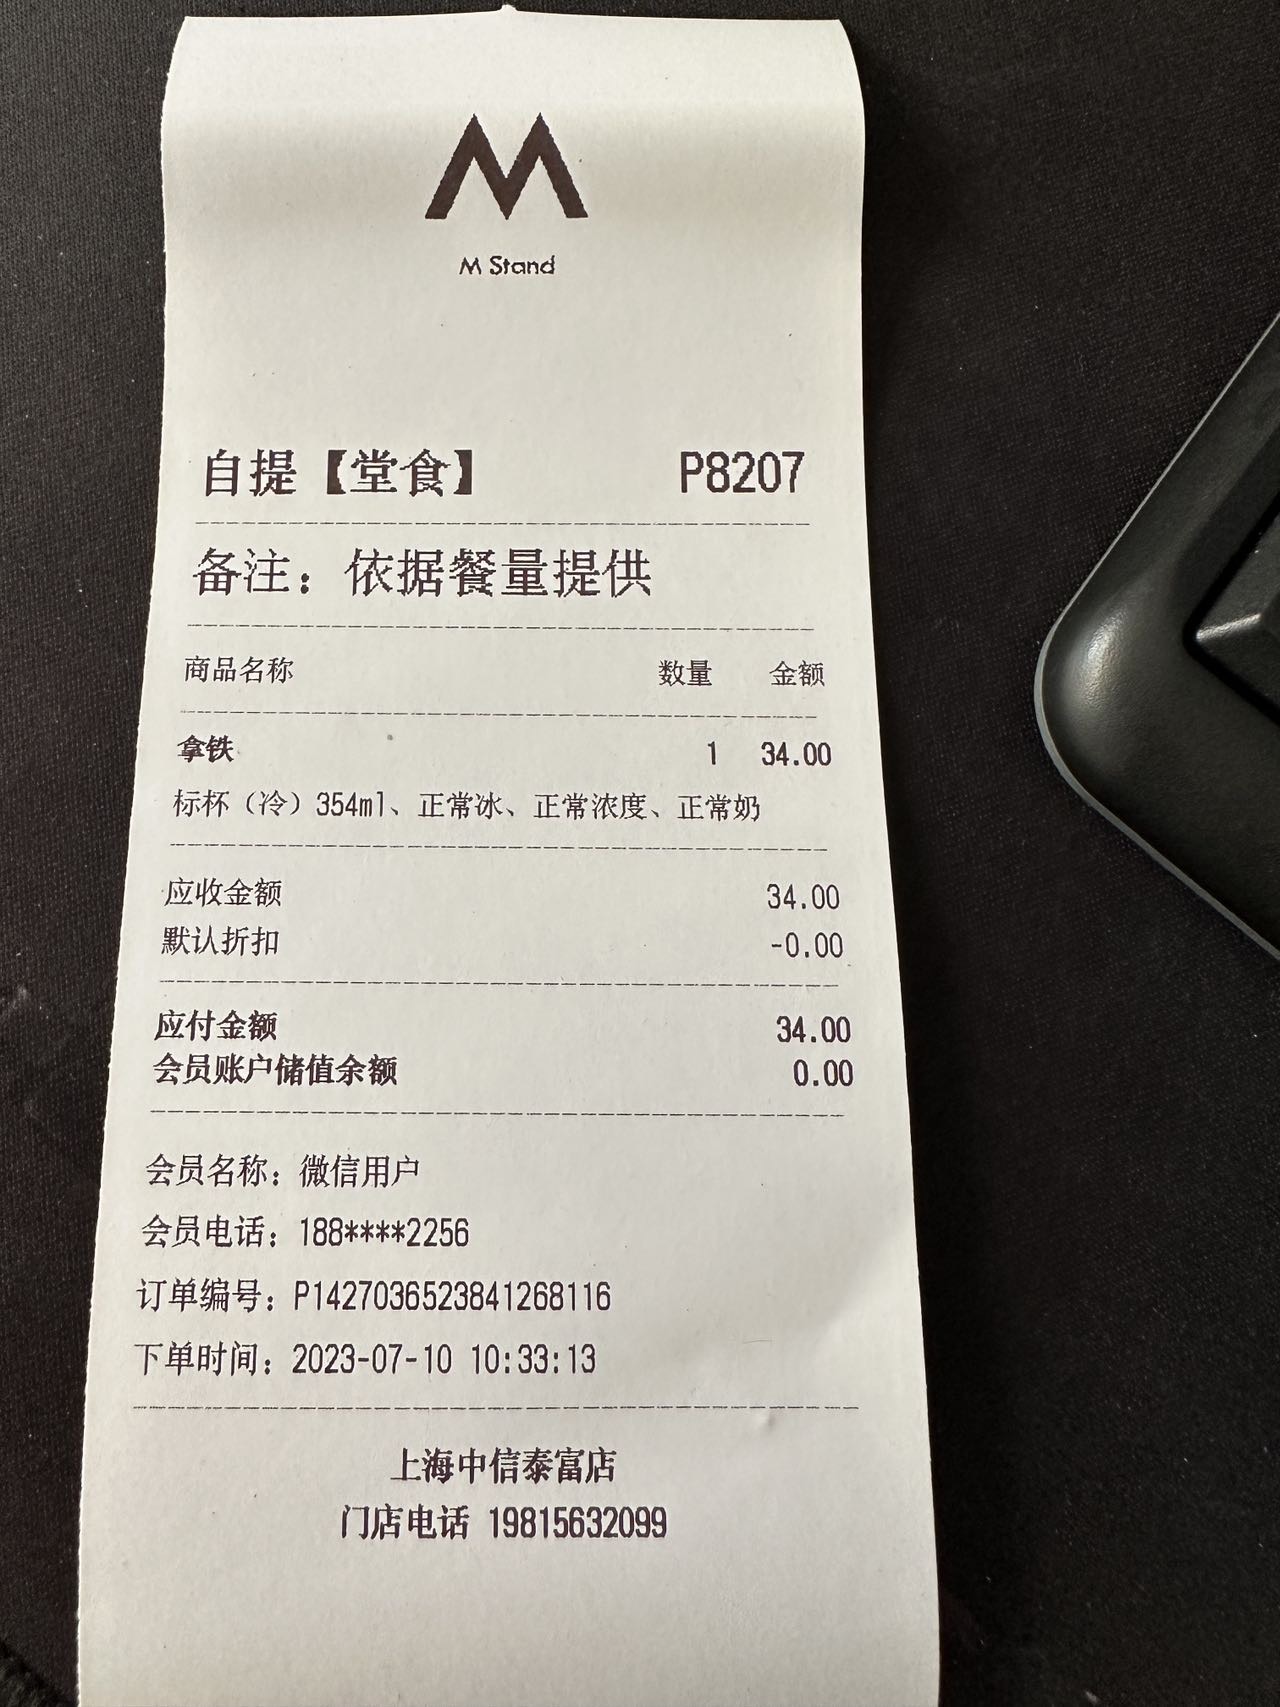 M Stand
自提【堂食】 P8207
备注：依据餐量提供
商品名称 数量 金额
拿铁 1 34.00
标杯（冷）354ml、正常冰、正常浓度、正常奶
应收金额 34.00
默认折扣 -0.00
应付金额 34.00
会员账户储值余额 0.00
会员名称：微信用户
会员电话：188****2256
订单编号：P1427036523841268116
下单时间：2023-07-10 10:33:13
上海中信泰富店
门店电话 19815632099